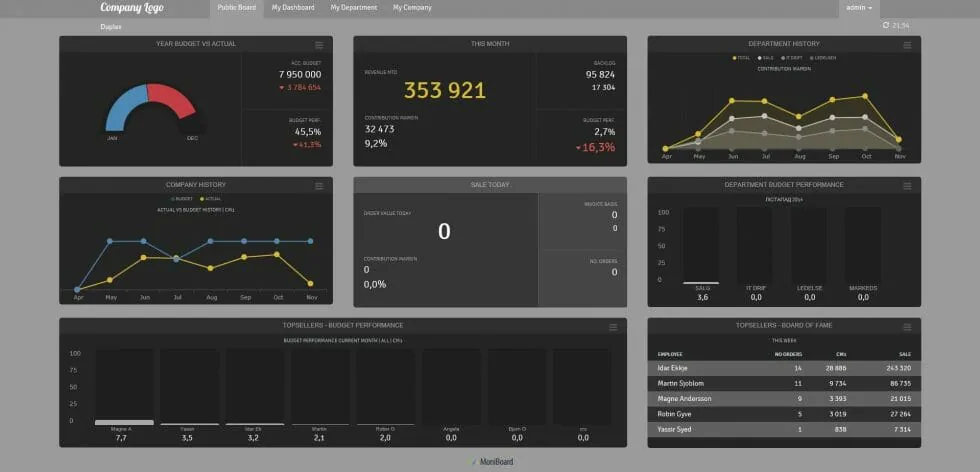 Company Logo
Public Board My Dashboard My Department My Company admin
Display 21:54
YEAR BUDGET VS ACTUAL
ACC. BUDGET
7 950 000
3 784 654
BUDGET PERF.
45,5%
41,3%
JAN DEC
THIS MONTH
REVENUE MTD
353 921
CONTRIBUTION MARGIN
32 473
9,2%
BACKLOG
95 824
17 304
BUDGET PERF.
2,7%
16,3%
DEPARTMENT HISTORY
TOTAL SALG IT DRIFT LEDELSEN
CONTRIBUTION MARGIN
Apr May Jun Jul Aug Sep Oct Nov
COMPANY HISTORY
BUDGET ACTUAL
ACTUAL VS BUDGET HISTORY | CM1
Apr May Jun Jul Aug Sep Oct Nov
SALE TODAY
ORDER VALUE TODAY
0
CONTRIBUTION MARGIN
0
0,0%
INVOICE BASIS
0
0
NO. ORDERS
0
DEPARTMENT BUDGET PERFORMANCE
ЛІСТАПАД 2014
100
75
50
25
0
SALG IT DRIF LEDELSE MARKEDS
3,6 0,0 0,0 0,0
TOPSELLERS - BUDGET PERFORMANCE
BUDGET PERFORMANCE CURRENT MONTH | ALL | CM1
100
75
50
25
0
Magne A Yassir Idar Ek Martin Robin G Angela Bjorn O
7,7 3,5 3,2 2,1 2,0 0,0 0,0 0,0
TOPSELLERS - BOARD OF FAME
THIS WEEK
EMPLOYEE NO ORDERS CM1 SALE
Idar Ekkje 14 28 886 243 320
Martin Sjoblom 11 9 734 86 735
Magne Andersson 9 3 393 21 015
Robin Gyve 5 3 019 27 264
Yassir Syed 1 838 7 314
MoniBoard